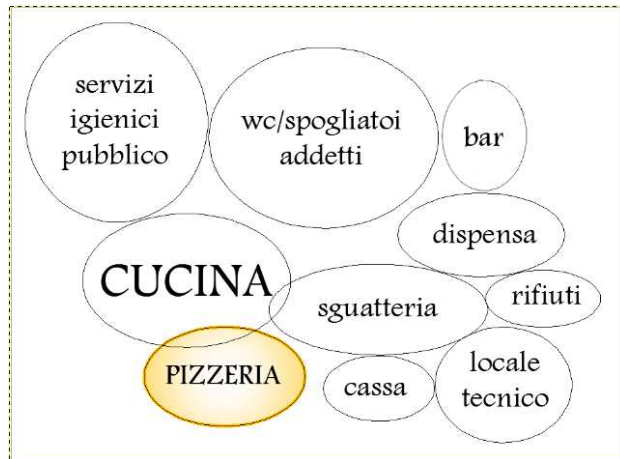 servizi
igienici
pubblico
wc/spogliatoi
addetti
bar
dispensa
CUCINA
sguatteria
rifiuti
PIZZERIA
cassa
locale
tecnico